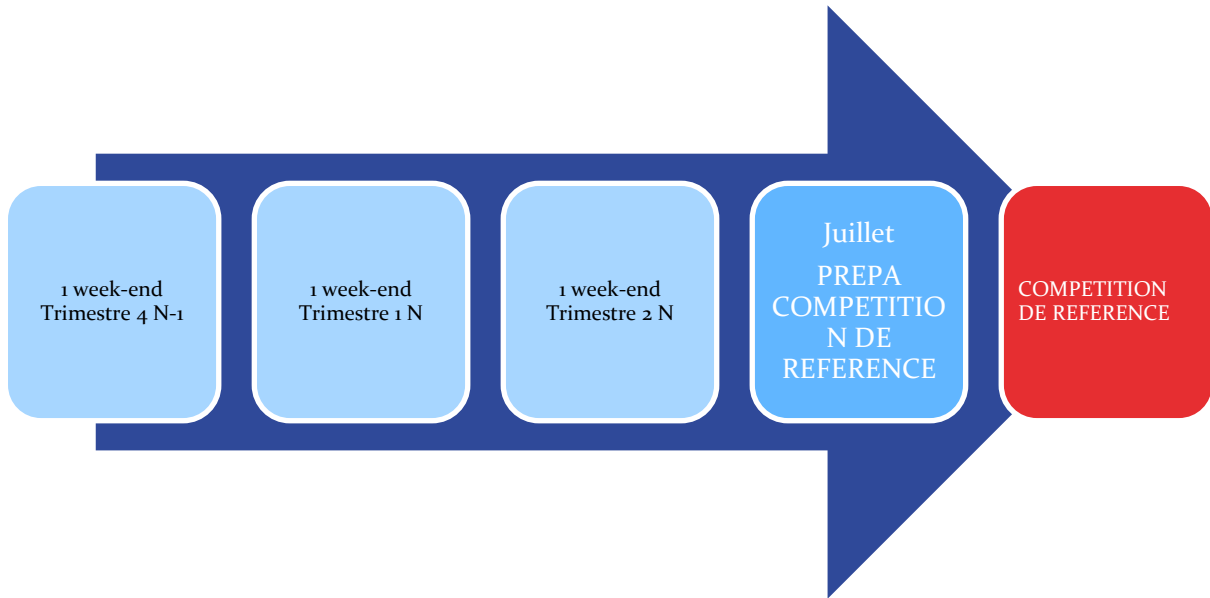 1 week-end
Trimestre 4 N-1
1 week-end
Trimestre 1 N
1 week-end
Trimestre 2 N
Juillet
PREPA
COMPETITIO
N DE
REFERENCE
COMPETITION
DE REFERENCE